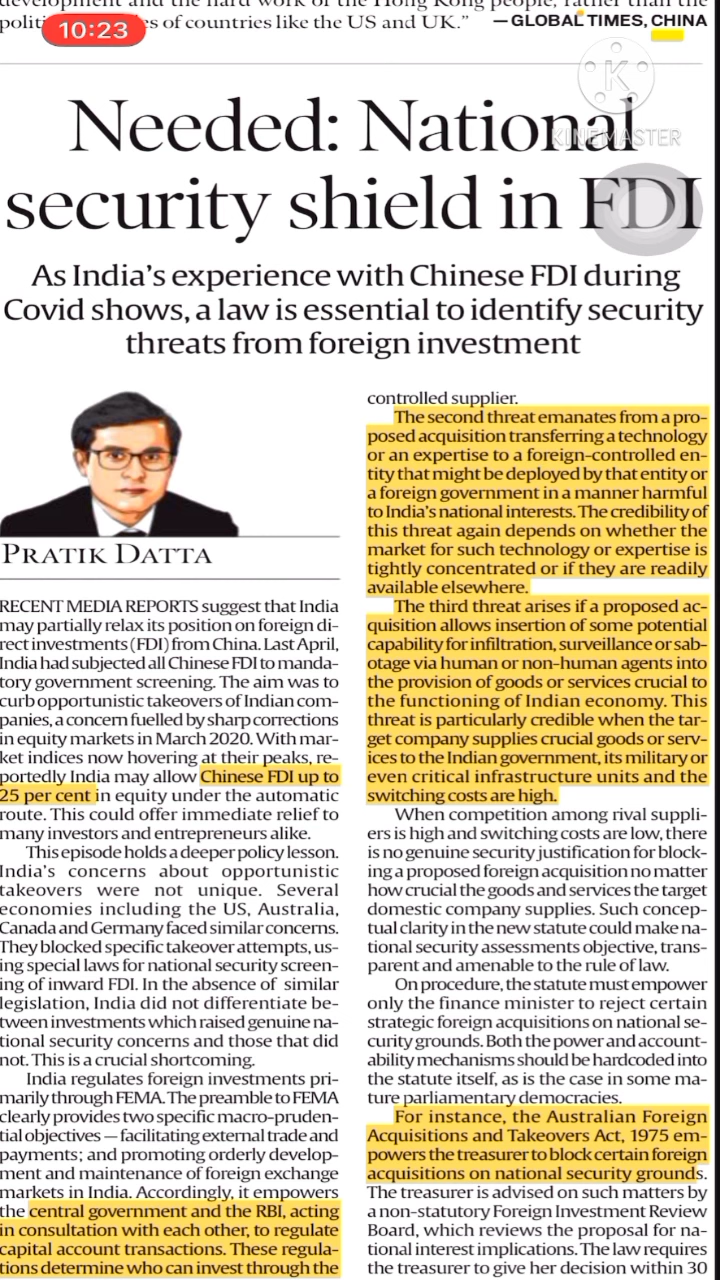 development and the hard work of the Hong Kong people, rather than the
es of countries like the US and UK.” —GLOBAL TIMES, CHINA
10:23
KINEMASTER
Needed: National
security shield in FDI
As India’s experience with Chinese FDI during
Covid shows, a law is essential to identify security
threats from foreign investment
PRATIK DATTA
RECENT MEDIA REPORTS suggest that India
may partially relax its position on foreign di-
rect investments (FDI) from China. Last April,
India had subjected all Chinese FDI to manda-
tory government screening. The aim was to
curb opportunistic takeovers of Indian com-
panies, a concern fuelled by sharp corrections
in equity markets in March 2020. With mar-
ket indices now hovering at their peaks, re-
portedly India may allow Chinese FDI up to
25 per cent in equity under the automatic
route. This could offer immediate relief to
many investors and entrepreneurs alike.
This episode holds a deeper policy lesson.
India’s concerns about opportunistic
takeovers were not unique. Several
economies including the US, Australia,
Canada and Germany faced similar concerns.
They blocked specific takeover attempts, us-
ing special laws for national security screen-
ing of inward FDI. In the absence of similar
legislation, India did not differentiate be-
tween investments which raised genuine na-
tional security concerns and those that did
not. This is a crucial shortcoming.
India regulates foreign investments pri-
marily through FEMA. The preamble to FEMA
clearly provides two specific macro-pruden-
tial objectives — facilitating external trade and
payments; and promoting orderly develop-
ment and maintenance of foreign exchange
markets in India. Accordingly, it empowers
the central government and the RBI, acting
in consultation with each other, to regulate
capital account transactions. These regula-
tions determine who can invest through the
controlled supplier.
The second threat emanates from a pro-
posed acquisition transferring a technology
or an expertise to a foreign-controlled en-
tity that might be deployed by that entity or
a foreign government in a manner harmful
to India’s national interests. The credibility of
this threat again depends on whether the
market for such technology or expertise is
tightly concentrated or if they are readily
available elsewhere.
The third threat arises if a proposed ac-
quisition allows insertion of some potential
capability for infiltration, surveillance or sab-
otage via human or non-human agents into
the provision of goods or services crucial to
the functioning of Indian economy. This
threat is particularly credible when the tar-
get company supplies crucial goods or serv-
ices to the Indian government, its military or
even critical infrastructure units and the
switching costs are high.
When competition among rival suppli-
ers is high and switching costs are low, there
is no genuine security justification for block-
ing a proposed foreign acquisition no matter
how crucial the goods and services the target
domestic company supplies. Such concep-
tual clarity in the new statute could make na-
tional security assessments objective, trans-
parent and amenable to the rule of law.
On procedure, the statute must empower
only the finance minister to reject certain
strategic foreign acquisitions on national se-
curity grounds. Both the power and account-
ability mechanisms should be hardcoded into
the statute itself, as is the case in some ma-
ture parliamentary democracies.
For instance, the Australian Foreign
Acquisitions and Takeovers Act, 1975 em-
powers the treasurer to block certain foreign
acquisitions on national security grounds.
The treasurer is advised on such matters by
a non-statutory Foreign Investment Review
Board, which reviews the proposal for na-
tional interest implications. The law requires
the treasurer to give her decision within 30